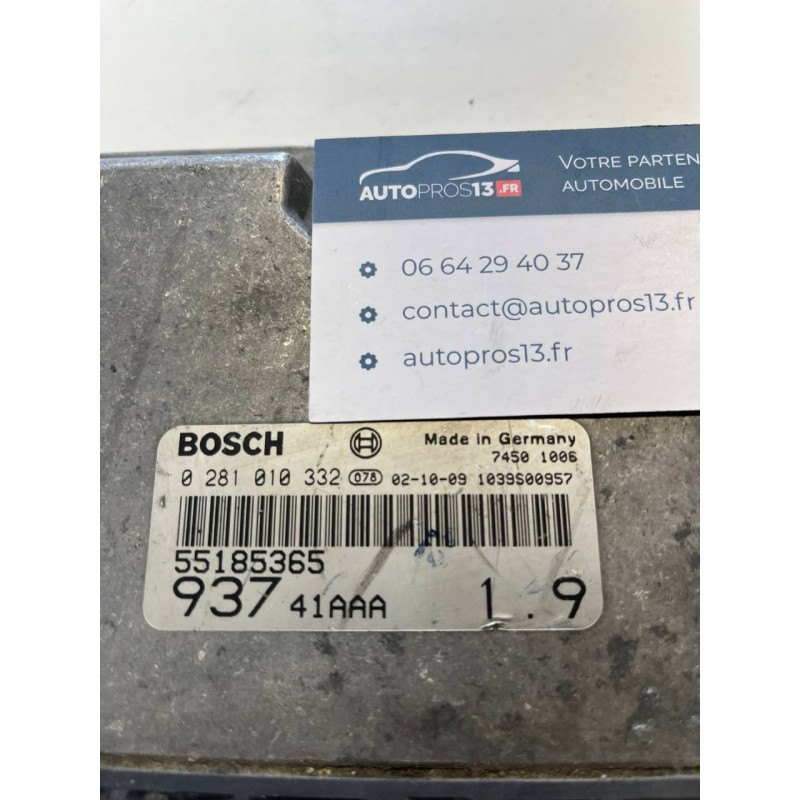 AUTOPROS13.FR
VOTRE PARTEN
AUTOMOBILE
06 64 29 40 37
contact@autopros13.fr
autopros13.fr
BOSCH
Made in Germany
7450 1006
0 281 010 332 078 02-10-09 1039S00957
55185365
937 41AAA 1.9